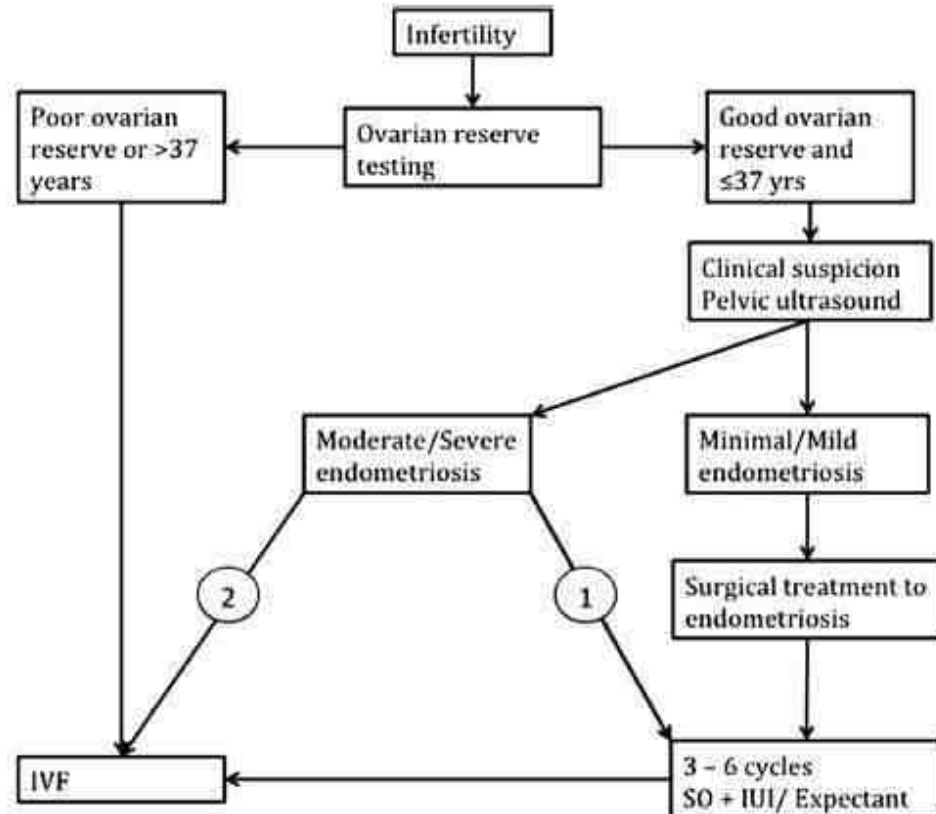 Infertility
Poor ovarian
reserve or >37
years
Ovarian reserve
testing
Good ovarian
reserve and
≤37 yrs
Clinical suspicion
Pelvic ultrasound
Moderate/Severe
endometriosis
Minimal/Mild
endometriosis
2
1
Surgical treatment to
endometriosis
IVF
3 – 6 cycles
SO + IUI/ Expectant